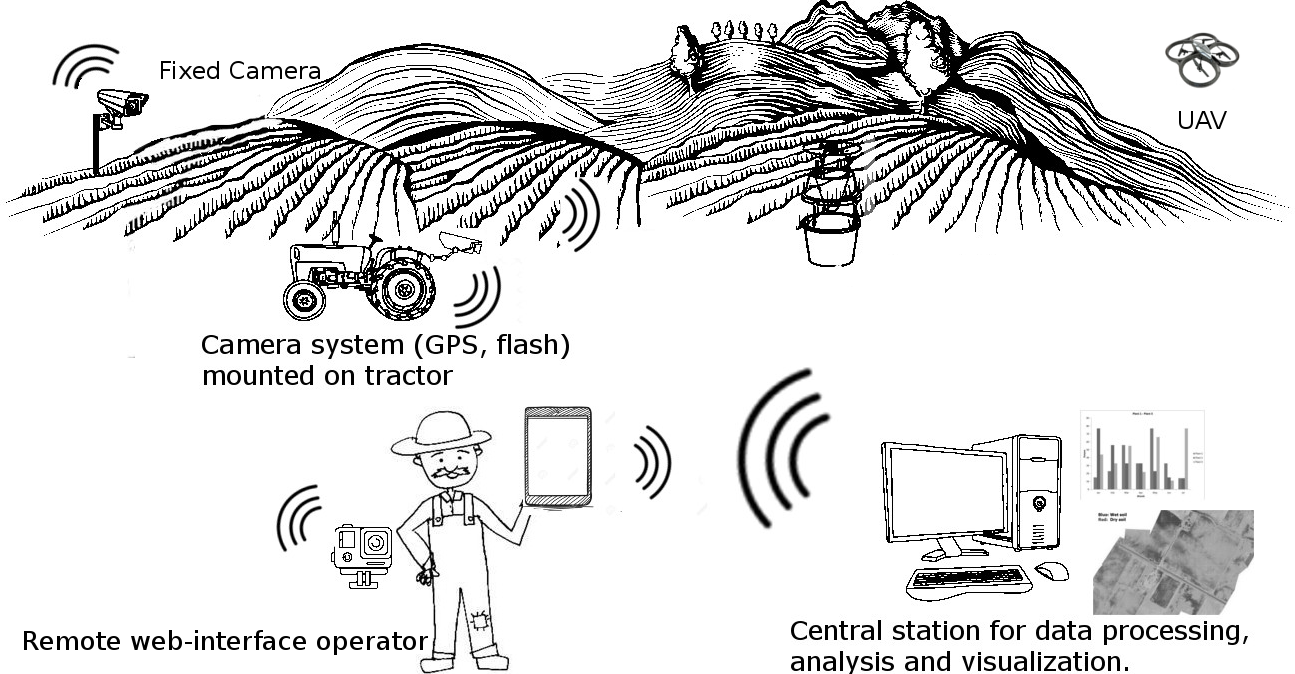 Fixed Camera
UAV
Camera system (GPS, flash)
mounted on tractor
Blue: Wet soil
Red: Dry soil
Remote web-interface operator
Central station for data processing,
analysis and visualization.